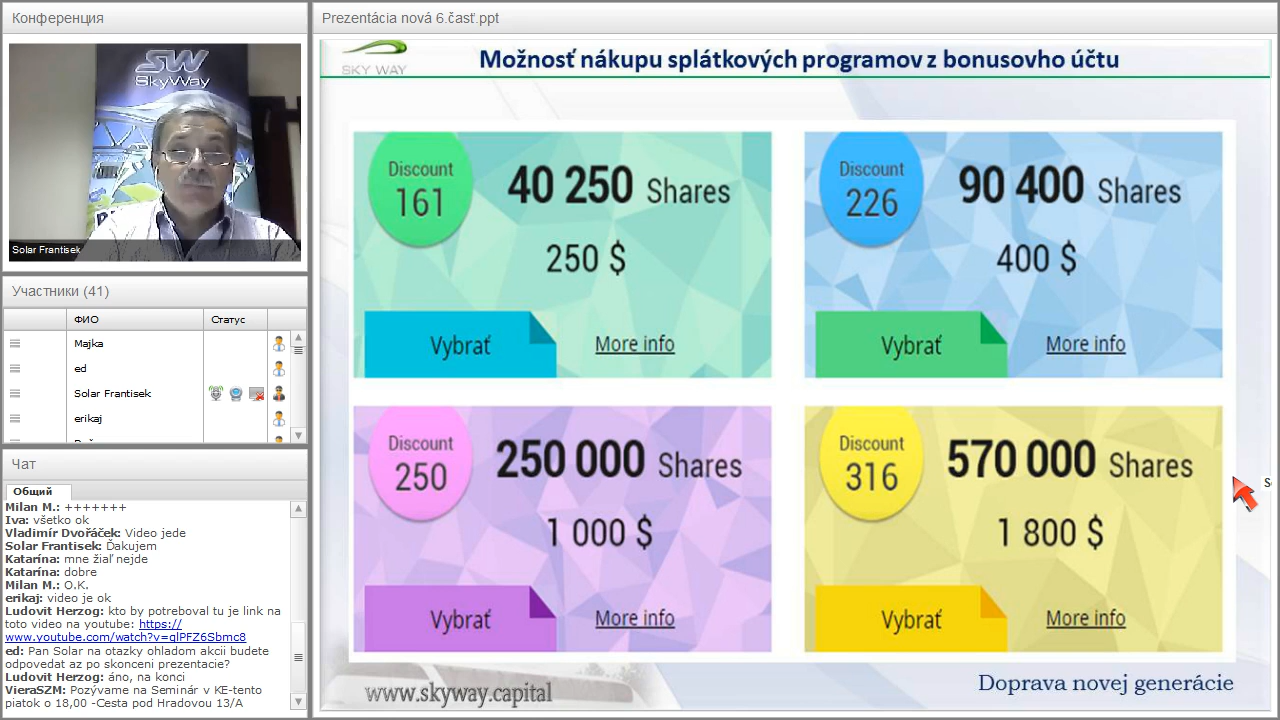 Конференция
SW
SkyWay
Solar Frantisek
Участники (41)
ФИО Статус
Majka
ed
Solar Frantisek
erikaj
Чат
Общий
Milan M.: +++++++
Iva: všetko ok
Vladimír Dvořáček: Video jede
Solar Frantisek: Ďakujem
Katarína: mne žiaľ nejde
Katarína: dobre
Milan M.: O.K.
erikaj: video je ok
Ludovit Herzog: kto by potreboval tu je link na
toto video na youtube: https://
www.youtube.com/watch?v=qlPFZ6Sbmc8
ed: Pan Solar na otazky ohladom akcii budete
odpovedat az po skonceni prezentacie?
Ludovit Herzog: áno, na konci
VieraSZM: Pozývame na Seminár v KE-tento
piatok o 18,00 -Cesta pod Hradovou 13/A
Prezentácia nová 6.časť.ppt
SKY WAY
Možnosť nákupu splátkových programov z bonusovho účtu
Discount
161
40 250 Shares
250 $
Vybrať
More info
Discount
226
90 400 Shares
400 $
Vybrať
More info
Discount
250
250 000 Shares
1 000 $
Vybrať
More info
Discount
316
570 000 Shares
1 800 $
Vybrať
More info
www.skyway.capital
Doprava novej generácie